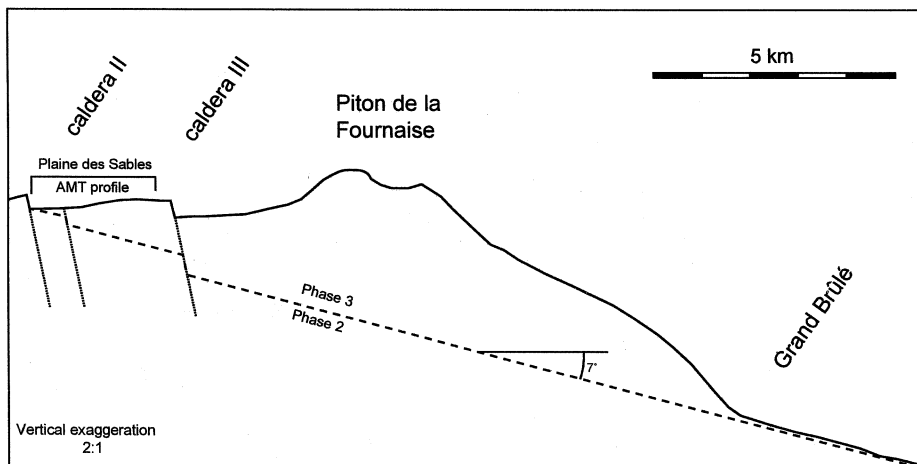 caldera II
caldera III
5 km
Piton de la
Fournaise
Plaine des Sables
AMT profile
Phase 3
Phase 2
7°
Grand Brûlé
Vertical exaggeration
2:1